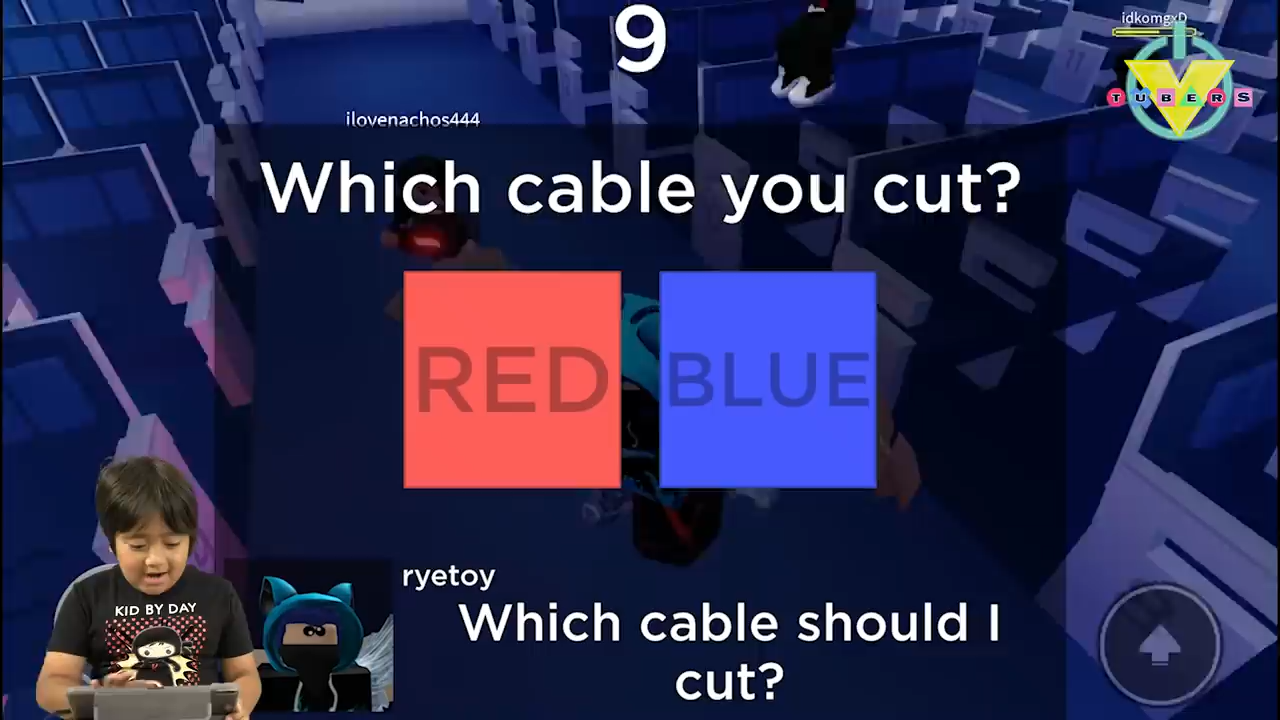 9
idkomgxD
TUBERS
ilovenachos444
Which cable you cut?
RED
BLUE
KID BY DAY
ryetoy
Which cable should I
cut?